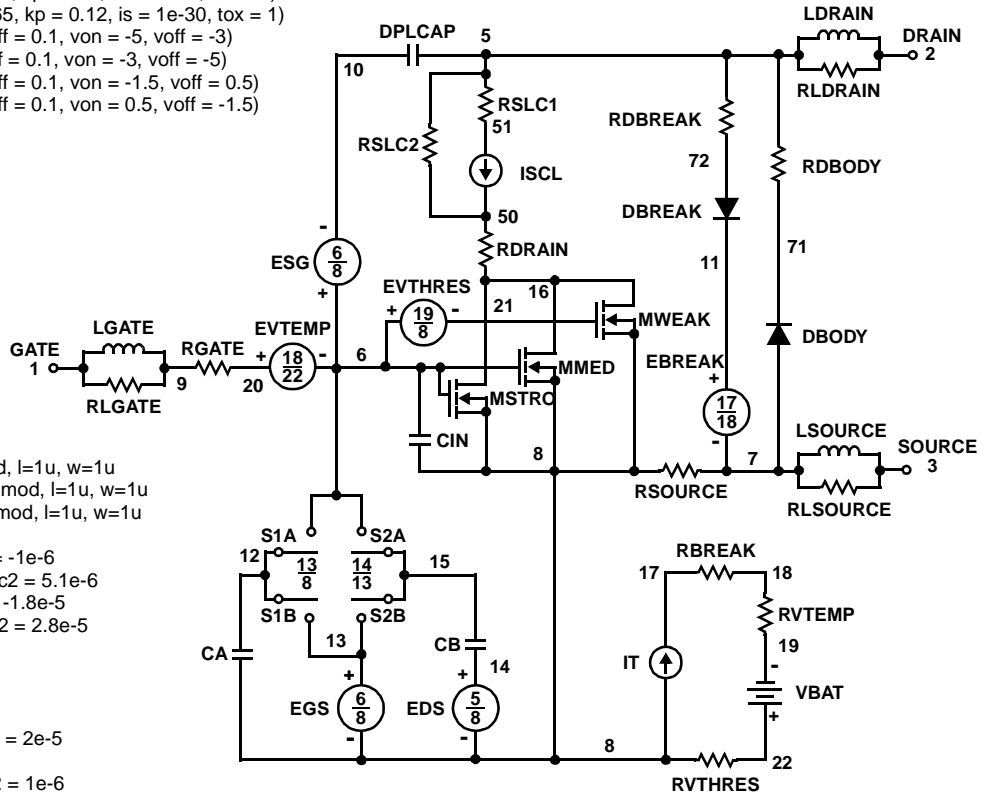 65, kp = 0.12, is = 1e-30, tox = 1)
ff = 0.1, von = -5, voff = -3)
f = 0.1, von = -3, voff = -5)
ff = 0.1, von = -1.5, voff = 0.5)
ff = 0.1, von = 0.5, voff = -1.5)
LDRAIN
DPLCAP 5 DRAIN
2
10
RSLC1
RLDRAIN
51
RDBREAK
RSLC2
72
RDBODY
ISCL
DBREAK
50
-
RDRAIN
71
ESG 6/8
11
EVTHRES
+ 16
+ 19/8 - 21
MWEAK
LGATE EVTEMP
DBODY
GATE RGATE + 18/22 - 6
MMED EBREAK
1
9 20
+
MSTRO
RLGATE
17/18
CIN
LSOURCE
-
8 7 SOURCE
3
d, l=1u, w=1u
RSOURCE
mod, l=1u, w=1u
RLSOURCE
mod, l=1u, w=1u
S1A S2A
= -1e-6
12 13/8 14/13 15
RBREAK
c2 = 5.1e-6
17 18
-1.8e-5
S1B S2B
RVTEMP
2 = 2.8e-5
13
CB 19
CA
14 IT -
+ +
VBAT
EGS 6/8 EDS 5/8
+
- -
= 2e-5
8
22
2 = 1e-6
RVTHRES